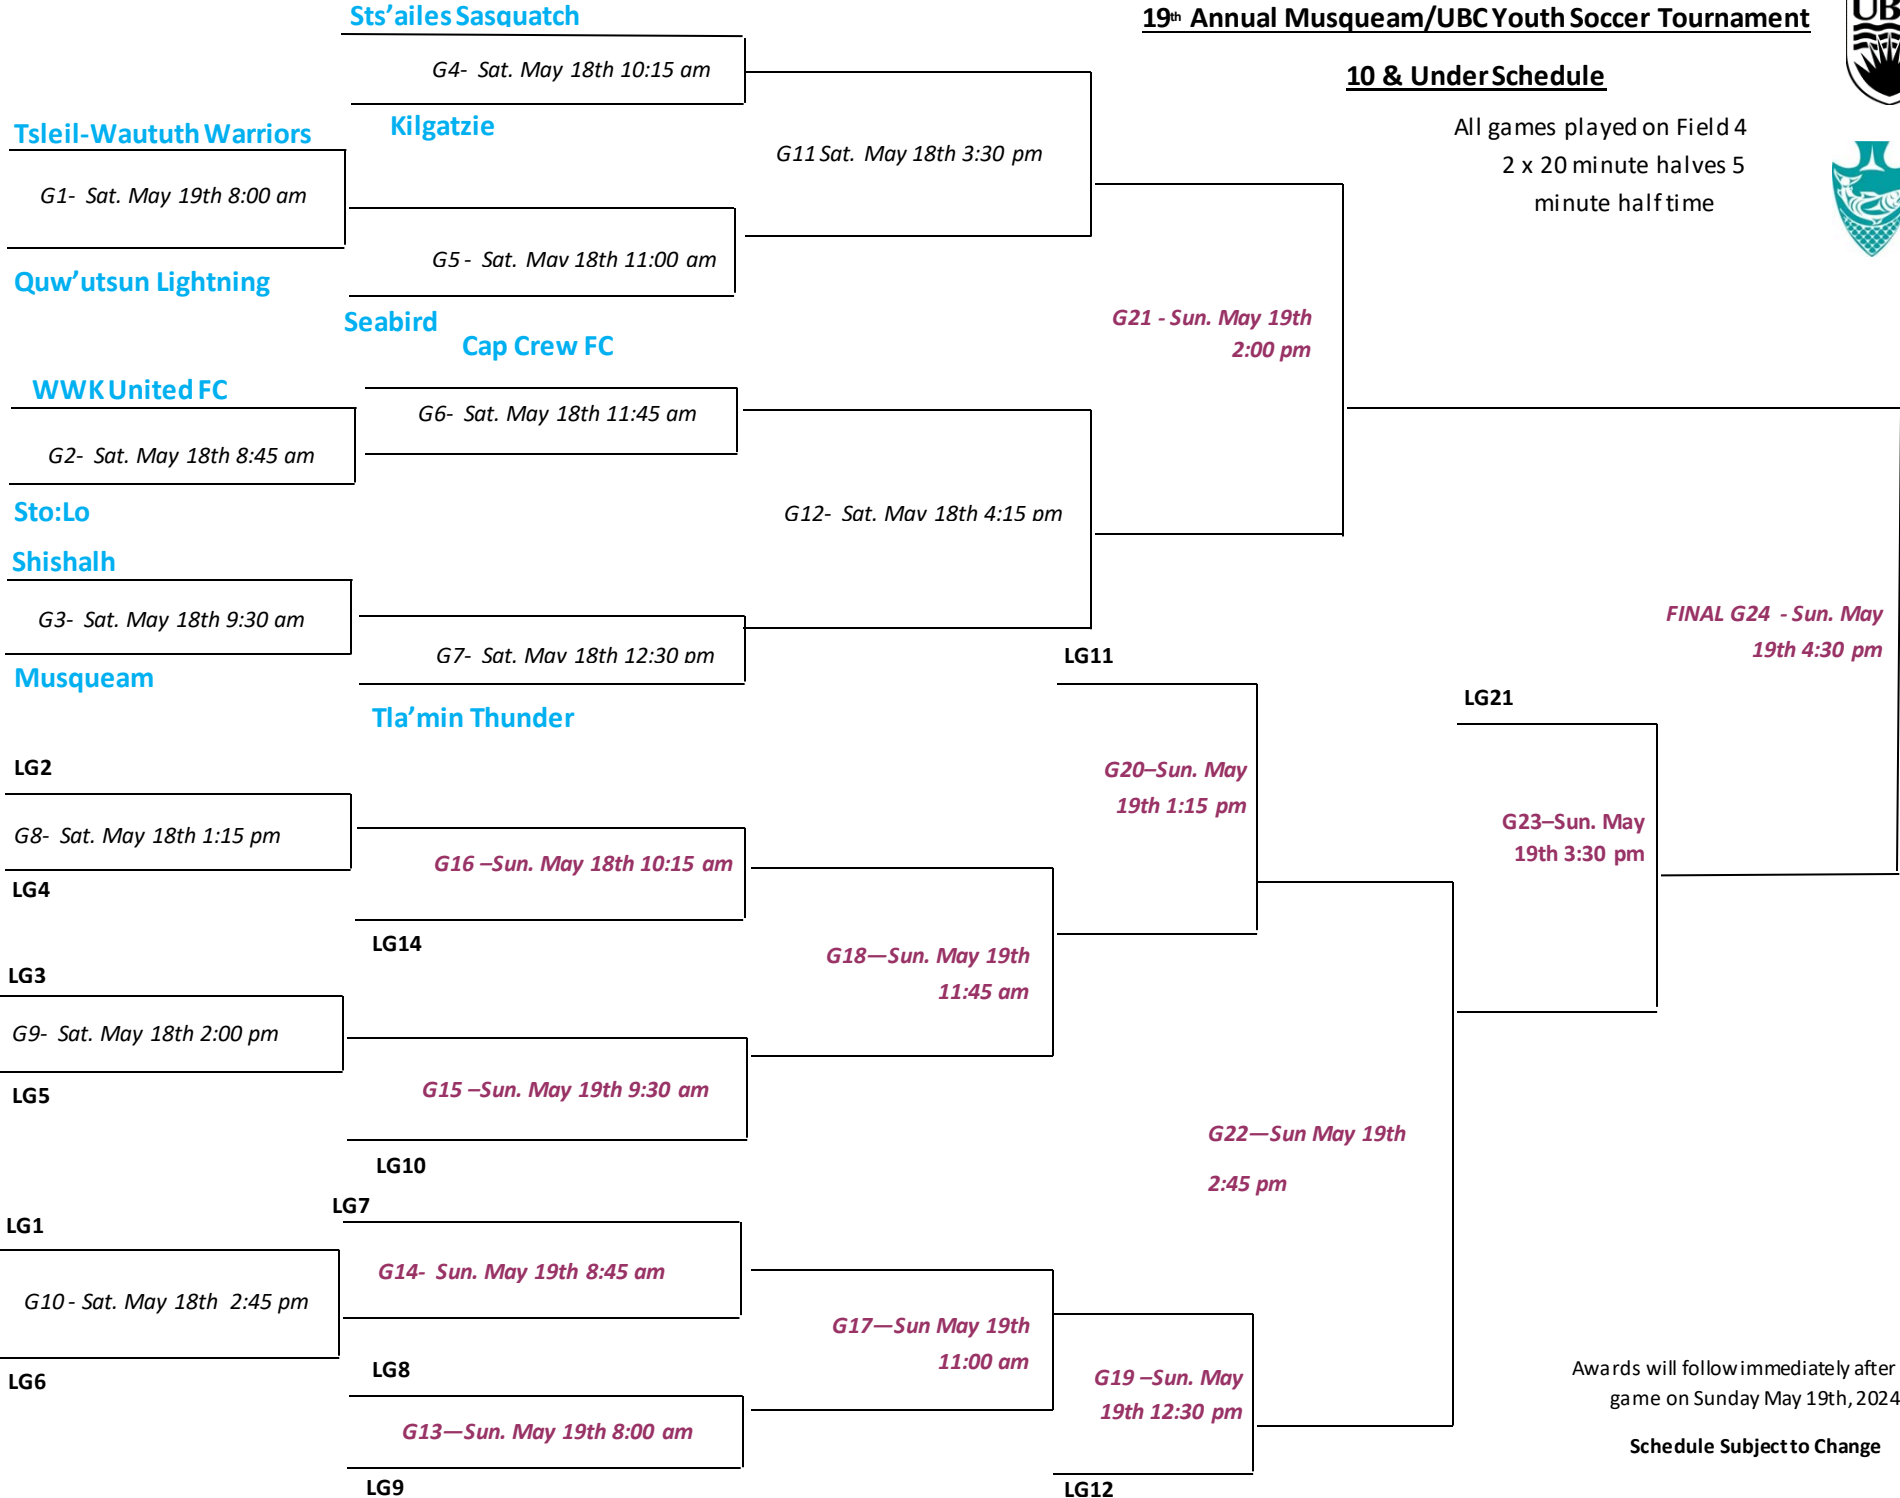 Sts’ailes Sasquatch
19th Annual Musqueam/UBC Youth Soccer Tournament
UB
G4- Sat. May 18th 10:15 am
10 & Under Schedule
Tsleil-Waututh Warriors
Kilgatzie
All games played on Field 4
2 x 20 minute halves 5
minute half time
G11 Sat. May 18th 3:30 pm
G1- Sat. May 19th 8:00 am
G5 - Sat. May 18th 11:00 am
Quw’utsun Lightning
Seabird
Cap Crew FC
G21 - Sun. May 19th
2:00 pm
WWK United FC
G6- Sat. May 18th 11:45 am
G2- Sat. May 18th 8:45 am
Sto:Lo
G12- Sat. May 18th 4:15 pm
Shishalh
G3- Sat. May 18th 9:30 am
FINAL G24 - Sun. May
19th 4:30 pm
G7- Sat. May 18th 12:30 pm
LG11
Musqueam
LG21
Tla’min Thunder
LG2
G20–Sun. May
19th 1:15 pm
G8- Sat. May 18th 1:15 pm
G23–Sun. May
19th 3:30 pm
G16 –Sun. May 18th 10:15 am
LG4
LG14
G18—Sun. May 19th
11:45 am
LG3
G9- Sat. May 18th 2:00 pm
G15 –Sun. May 19th 9:30 am
LG5
G22—Sun May 19th
2:45 pm
LG10
LG7
LG1
G14- Sun. May 19th 8:45 am
G10 - Sat. May 18th 2:45 pm
G17—Sun May 19th
11:00 am
LG8
LG6
G19 –Sun. May
19th 12:30 pm
Awards will follow immediately after
game on Sunday May 19th, 2024
G13—Sun. May 19th 8:00 am
Schedule Subject to Change
LG9
LG12